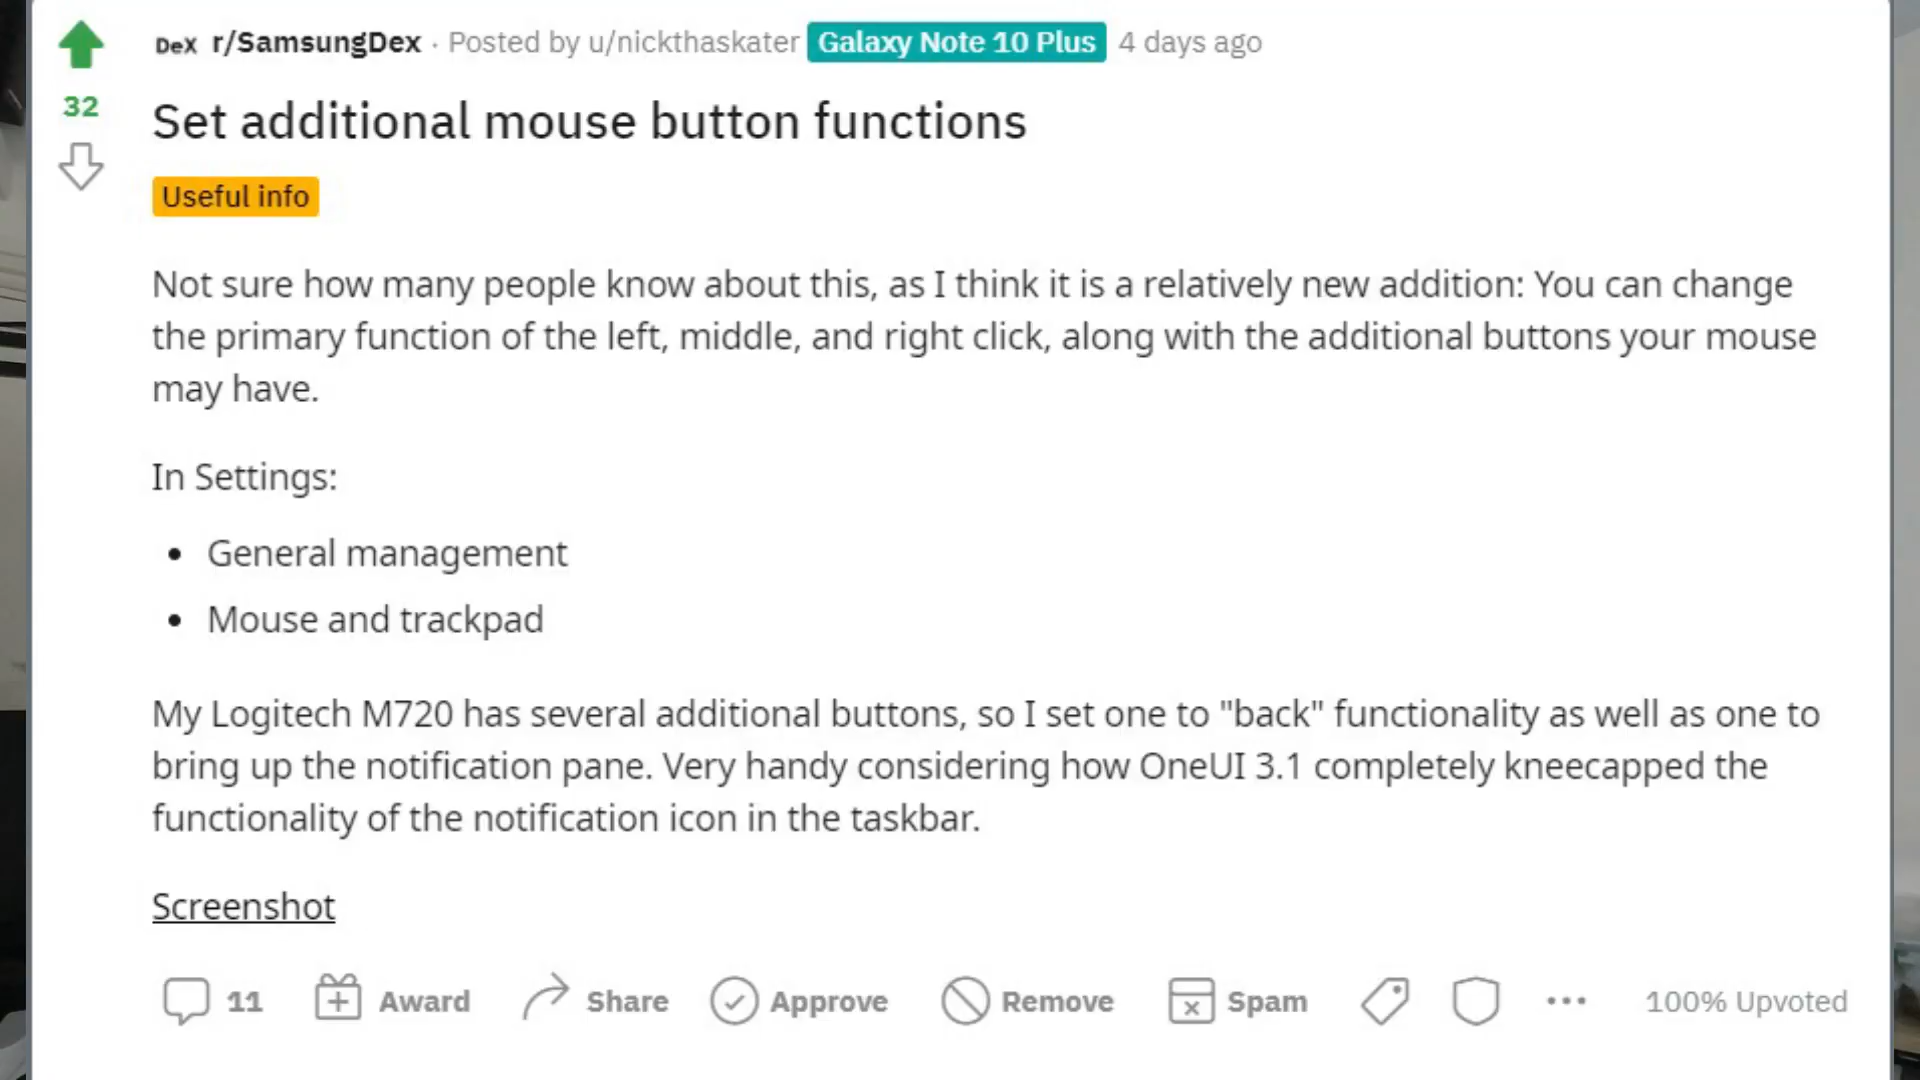 DeX r/SamsungDex · Posted by u/nickthaskater Galaxy Note 10 Plus 4 days ago
32
Set additional mouse button functions
Useful info
Not sure how many people know about this, as I think it is a relatively new addition: You can change
the primary function of the left, middle, and right click, along with the additional buttons your mouse
may have.
In Settings:
• General management
• Mouse and trackpad
My Logitech M720 has several additional buttons, so I set one to "back" functionality as well as one to
bring up the notification pane. Very handy considering how OneUI 3.1 completely kneecapped the
functionality of the notification icon in the taskbar.
Screenshot
11 Award Share Approve Remove Spam ••• 100% Upvoted